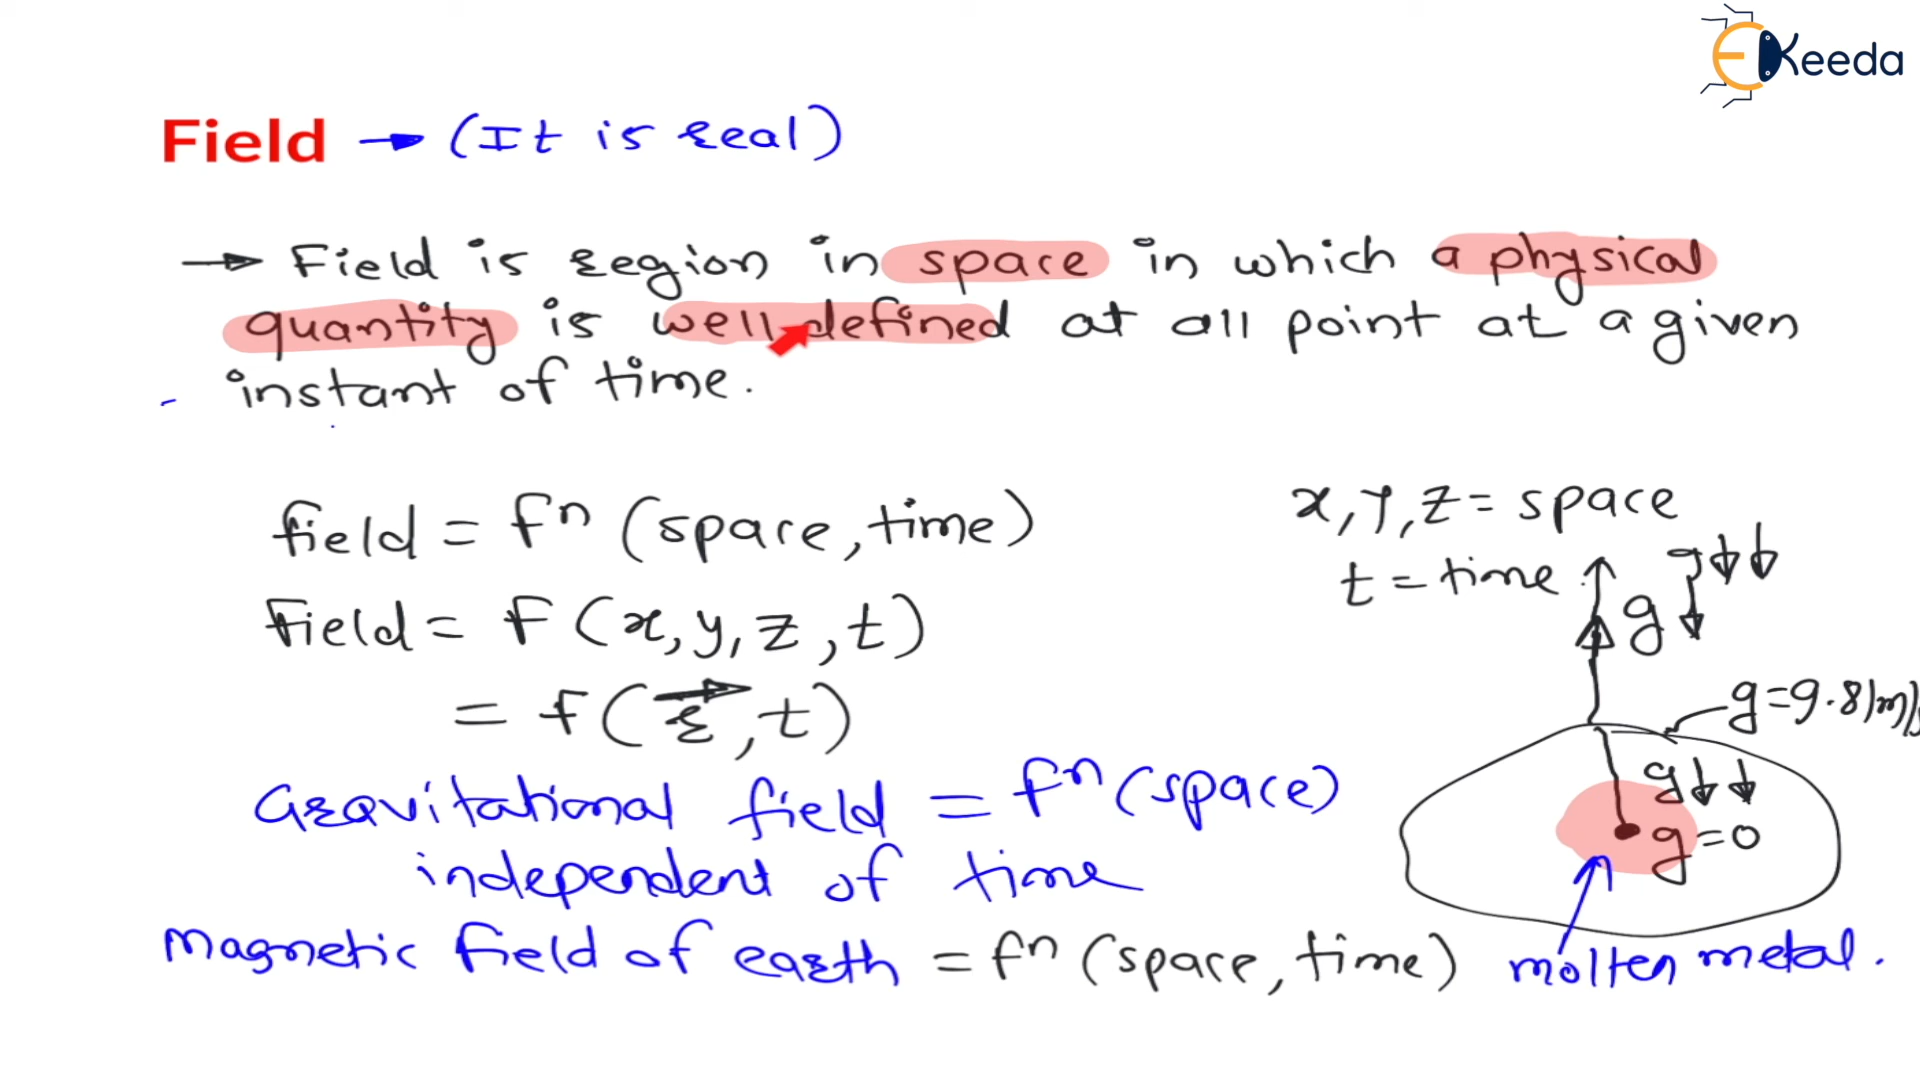 EKeeda
Field → (It is real)
→ Field is region in space in which a physical
quantity is well defined at all point at a given
instant of time.
field = fⁿ (space, time)
x, y, z = space
t = time
g↓↓
g↓
Field = F (x, y, z, t)
= f (r⃗, t)
g = 9.81m/s
g↓↓
g = 0
Gravitational field = fⁿ (space)
independent of time
Magnetic field of earth = fⁿ (space, time)
molten metal.